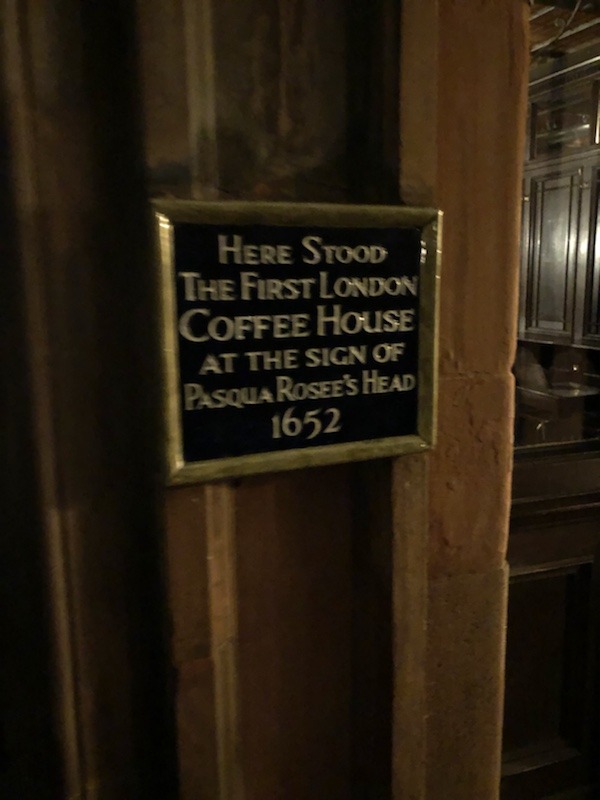 HERE STOOD
THE FIRST LONDON
COFFEE HOUSE
AT THE SIGN OF
PASQUA ROSEE'S HEAD
1652